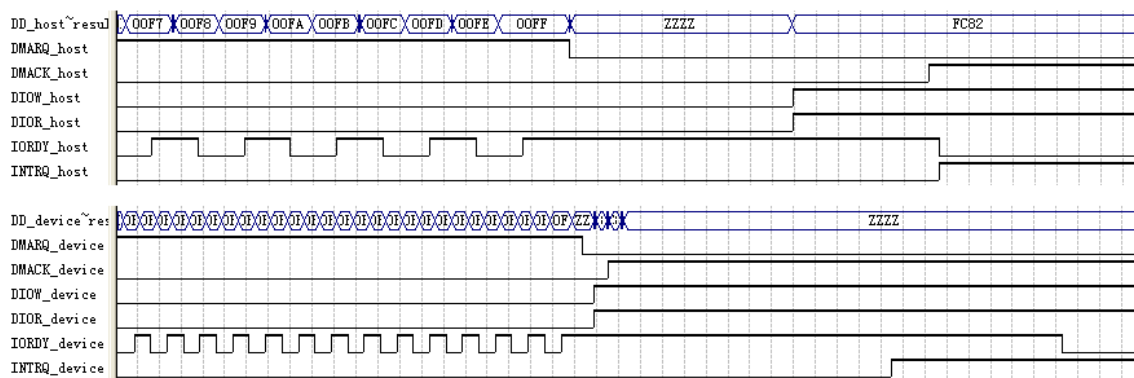 DD_host~resul 00F7 00F8 00F9 00FA 00FB 00FC 00FD 00FE 00FF ZZZZ FC82
DMARQ_host
DMACK_host
DIOW_host
DIOR_host
IORDY_host
INTRQ_host
DD_device~res ZZ ZZZZ
DMARQ_device
DMACK_device
DIOW_device
DIOR_device
IORDY_device
INTRQ_device